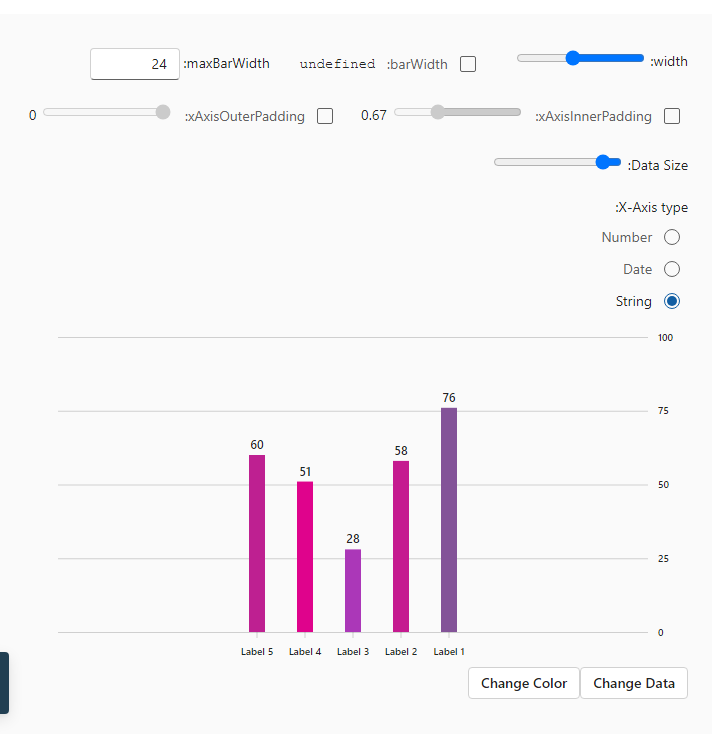 :width
undefined :barWidth
24 :maxBarWidth
0.67 :xAxisInnerPadding
0 :xAxisOuterPadding
:Data Size
:X-Axis type
Number
Date
String
100
75
50
25
0
60
51
28
58
76
Label 5
Label 4
Label 3
Label 2
Label 1
Change Color
Change Data